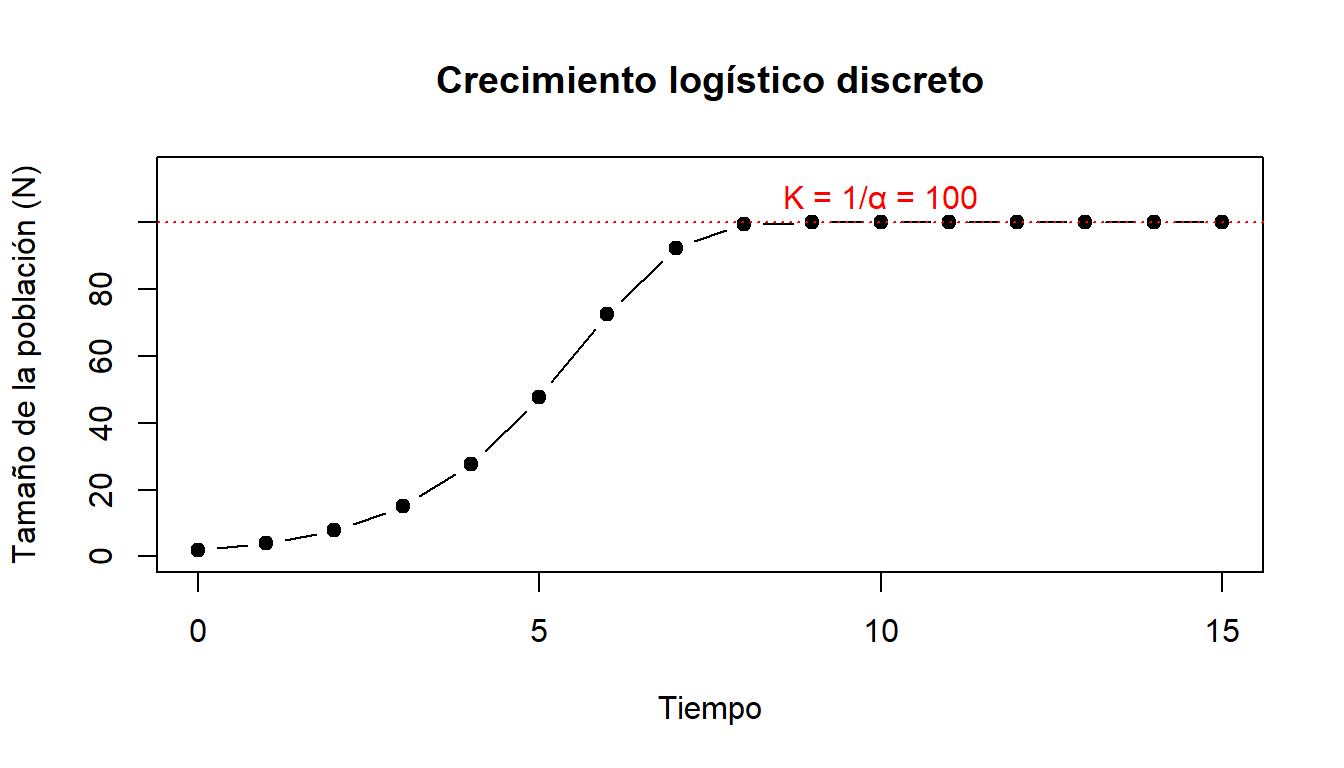 Crecimiento logístico discreto
K = 1/α = 100
Tamaño de la población (N)
80
60
40
20
0
0 5 10 15
Tiempo